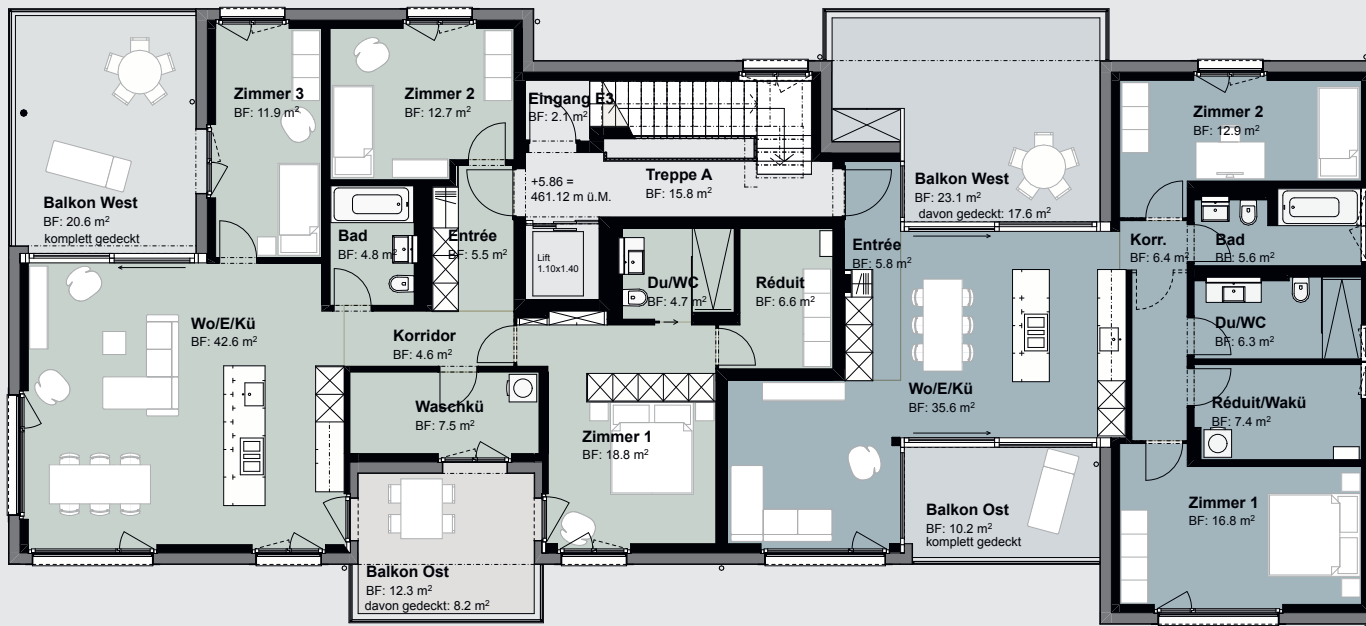 Balkon West
BF: 20.6 m²
komplett gedeckt
Zimmer 3
BF: 11.9 m²
Zimmer 2
BF: 12.7 m²
Eingang E3
BF: 2.1 m²
+5.86 =
461.12 m ü.M.
Treppe A
BF: 15.8 m²
Balkon West
BF: 23.1 m²
davon gedeckt: 17.6 m²
Zimmer 2
BF: 12.9 m²
Bad
BF: 4.8 m²
Entrée
BF: 5.5 m²
Lift
1.10x1.40
Du/WC
BF: 4.7 m²
Réduit
BF: 6.6 m²
Entrée
BF: 5.8 m²
Korr.
BF: 6.4 m²
Bad
BF: 5.6 m²
Wo/E/Kü
BF: 42.6 m²
Korridor
BF: 4.6 m²
Du/WC
BF: 6.3 m²
Waschkü
BF: 7.5 m²
Zimmer 1
BF: 18.8 m²
Wo/E/Kü
BF: 35.6 m²
Réduit/Wakü
BF: 7.4 m²
Balkon Ost
BF: 12.3 m²
davon gedeckt: 8.2 m²
Balkon Ost
BF: 10.2 m²
komplett gedeckt
Zimmer 1
BF: 16.8 m²